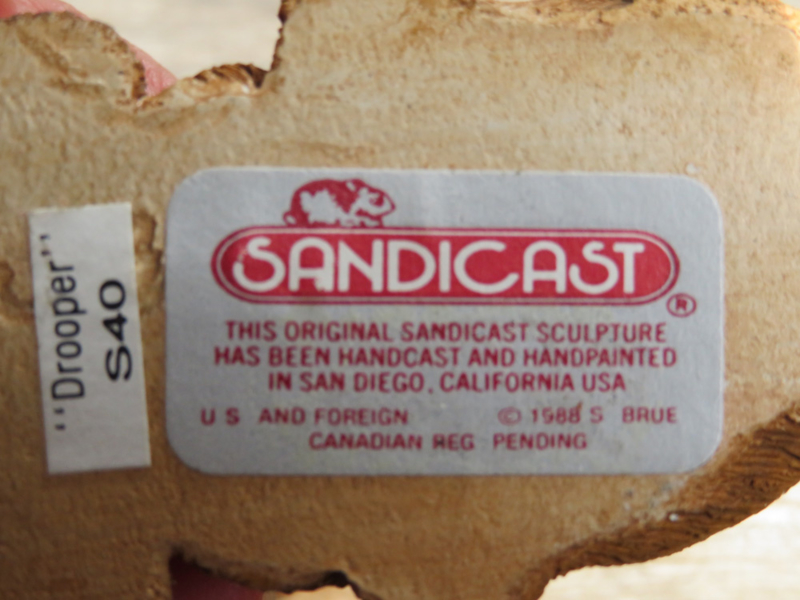 "Drooper"
S40
SANDICAST®
THIS ORIGINAL SANDICAST SCULPTURE
HAS BEEN HANDCAST AND HANDPAINTED
IN SAN DIEGO, CALIFORNIA USA
U S AND FOREIGN © 1988 S BRUE
CANADIAN REG PENDING